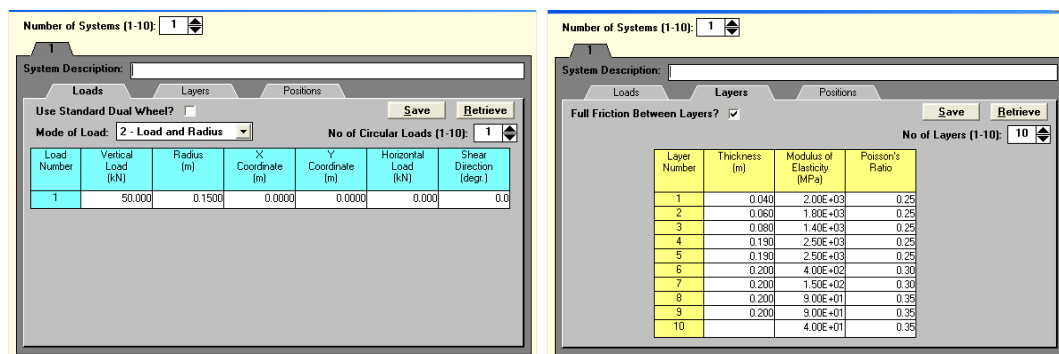 Number of Systems (1-10): 1
1
System Description:
Loads Layers Positions
Use Standard Dual Wheel? Save Retrieve
Mode of Load: 2 - Load and Radius No of Circular Loads (1-10): 1
Load Number Vertical Load (kN) Radius (m) X Coordinate (m) Y Coordinate (m) Horizontal Load (kN) Shear Direction (degr.)
1 50.000 0.1500 0.0000 0.0000 0.000 0.0
Number of Systems (1-10): 1
1
System Description:
Loads Layers Positions
Full Friction Between Layers? Save Retrieve
No of Layers (1-10): 10
Layer Number Thickness (m) Modulus of Elasticity (MPa) Poisson's Ratio
1 0.040 2.00E+03 0.25
2 0.060 1.80E+03 0.25
3 0.080 1.40E+03 0.25
4 0.190 2.50E+03 0.25
5 0.190 2.50E+03 0.25
6 0.200 4.00E+02 0.30
7 0.200 1.50E+02 0.30
8 0.200 9.00E+01 0.35
9 0.200 9.00E+01 0.35
10 4.00E+01 0.35